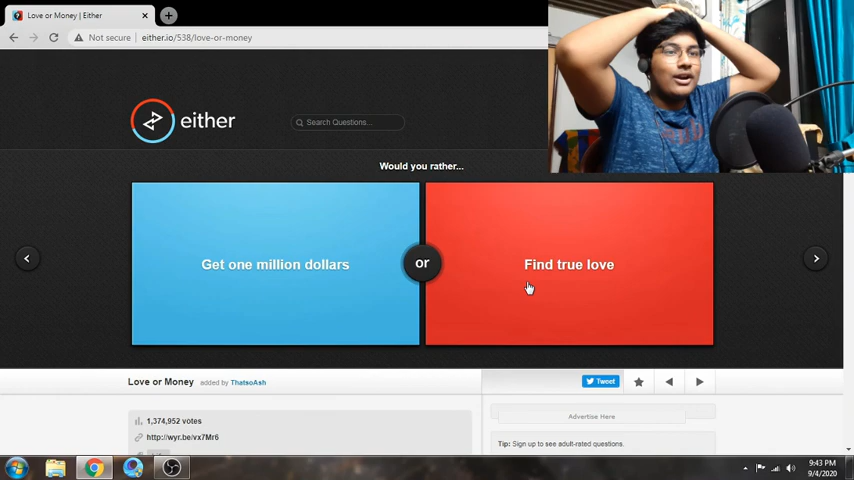 Love or Money | Either
Not secure | either.io/538/love-or-money
either
Search Questions...
Would you rather...
Get one million dollars
or
Find true love
Love or Money added by ThatsoAsh
Tweet
1,374,952 votes
http://wyr.be/vx7Mr6
Advertise Here
Tip: Sign up to see adult-rated questions.
9:43 PM
9/4/2020